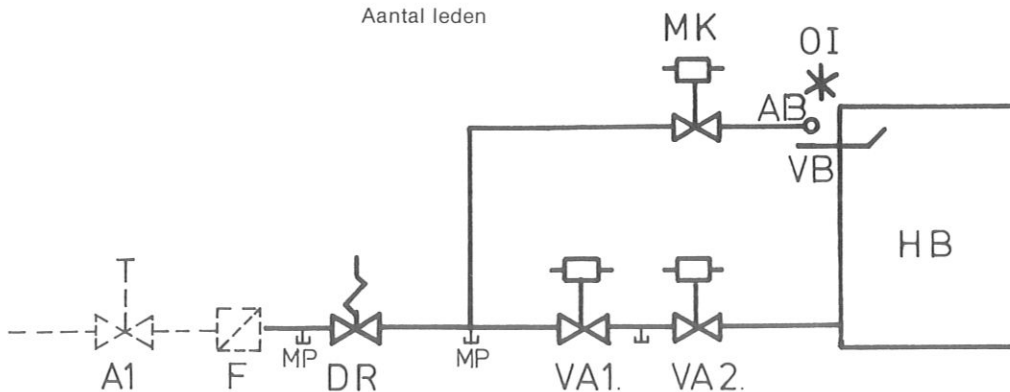 Aantal leden
MK
OI
AB
VB
HB
MP
MP
A1
F
DR
VA1.
VA2.